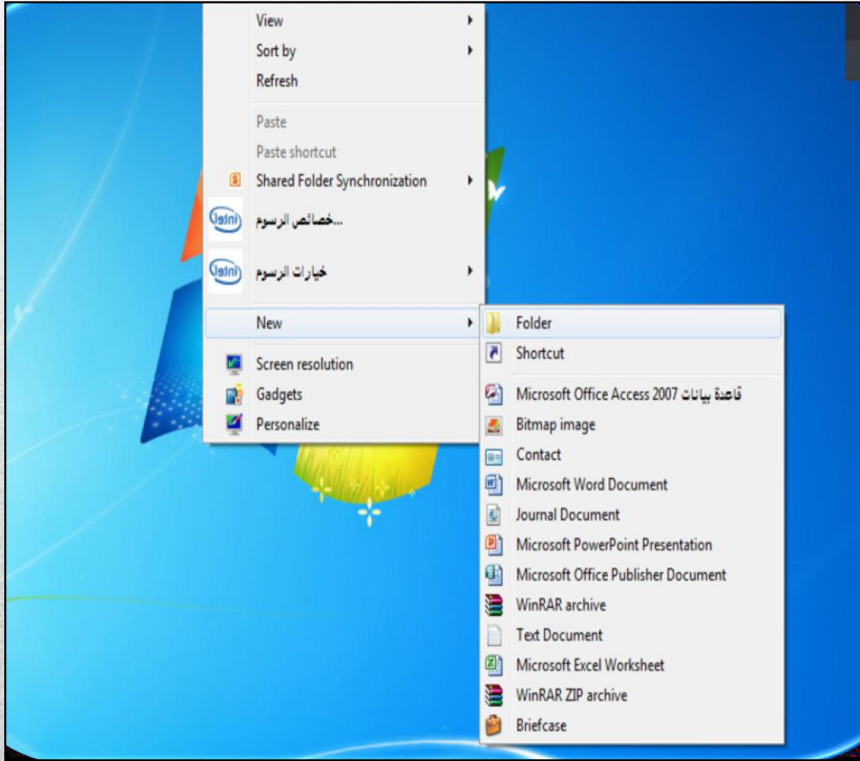 View
Sort by
Refresh
Paste
Paste shortcut
Shared Folder Synchronization
خصائص الرسوم...
خيارات الرسوم
New
Screen resolution
Gadgets
Personalize
Folder
Shortcut
Microsoft Office Access 2007 قاعدة بيانات
Bitmap image
Contact
Microsoft Word Document
Journal Document
Microsoft PowerPoint Presentation
Microsoft Office Publisher Document
WinRAR archive
Text Document
Microsoft Excel Worksheet
WinRAR ZIP archive
Briefcase